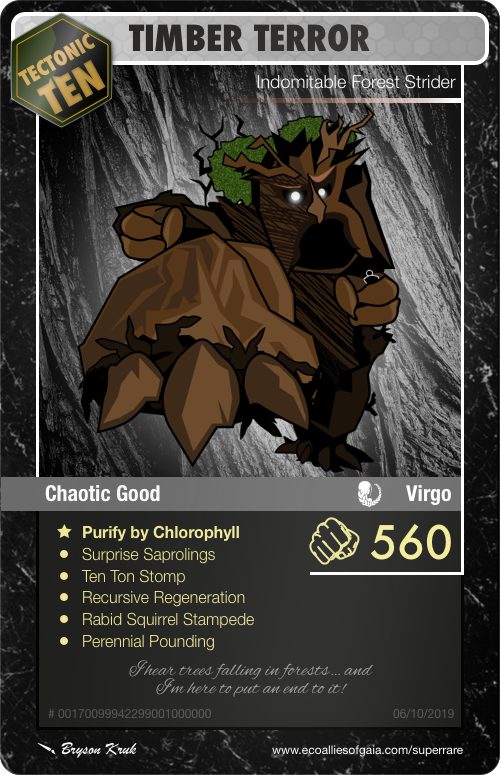 TECTONIC
TEN
TIMBER TERROR
Indomitable Forest Strider
Chaotic Good
Virgo
Purify by Chlorophyll
560
Surprise Saprolings
Ten Ton Stomp
Recursive Regeneration
Rabid Squirrel Stampede
Perennial Pounding
I hear trees falling in forests ... and
I'm here to put an end to it!
# 00170099942299001000000
06/10/2019
Bryson Kruk
www.ecoalliesofgaia.com/superrare